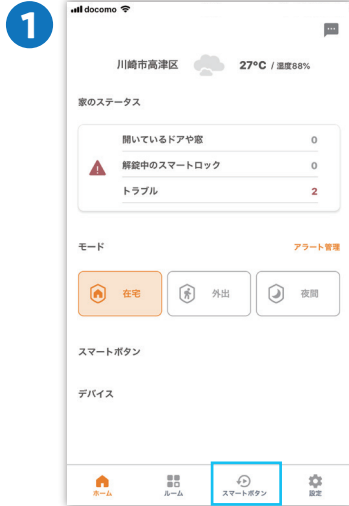 1
docomo
川崎市高津区 27°C / 湿度88%
家のステータス
開いているドアや窓 0
解錠中のスマートロック 0
トラブル 2
モード アラート管理
在宅 外出 夜間
スマートボタン
デバイス
ホーム ルーム スマートボタン 設定